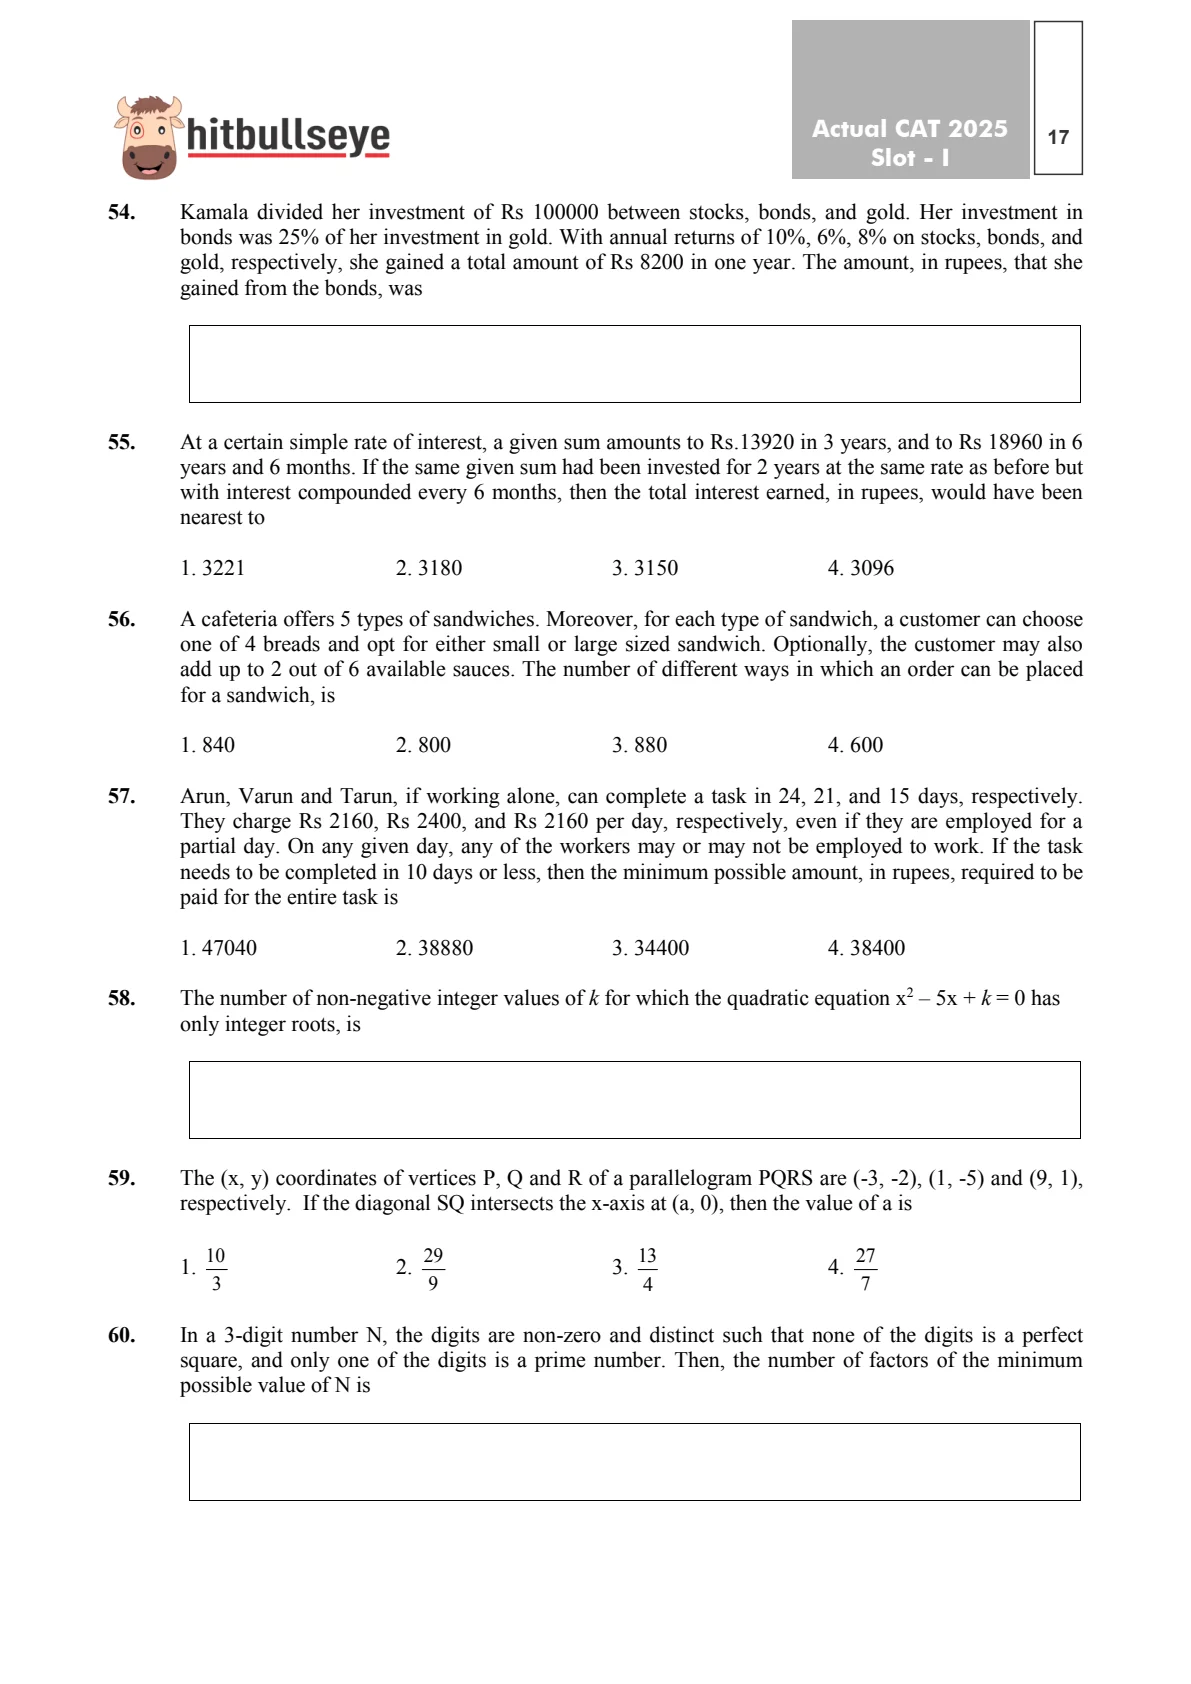 hitbullseye
Actual CAT 2025
Slot - I
17
54. Kamala divided her investment of Rs 100000 between stocks, bonds, and gold. Her investment in
bonds was 25% of her investment in gold. With annual returns of 10%, 6%, 8% on stocks, bonds, and
gold, respectively, she gained a total amount of Rs 8200 in one year. The amount, in rupees, that she
gained from the bonds, was
55. At a certain simple rate of interest, a given sum amounts to Rs.13920 in 3 years, and to Rs 18960 in 6
years and 6 months. If the same given sum had been invested for 2 years at the same rate as before but
with interest compounded every 6 months, then the total interest earned, in rupees, would have been
nearest to
1. 3221 2. 3180 3. 3150 4. 3096
56. A cafeteria offers 5 types of sandwiches. Moreover, for each type of sandwich, a customer can choose
one of 4 breads and opt for either small or large sized sandwich. Optionally, the customer may also
add up to 2 out of 6 available sauces. The number of different ways in which an order can be placed
for a sandwich, is
1. 840 2. 800 3. 880 4. 600
57. Arun, Varun and Tarun, if working alone, can complete a task in 24, 21, and 15 days, respectively.
They charge Rs 2160, Rs 2400, and Rs 2160 per day, respectively, even if they are employed for a
partial day. On any given day, any of the workers may or may not be employed to work. If the task
needs to be completed in 10 days or less, then the minimum possible amount, in rupees, required to be
paid for the entire task is
1. 47040 2. 38880 3. 34400 4. 38400
58. The number of non-negative integer values of k for which the quadratic equation x² – 5x + k = 0 has
only integer roots, is
59. The (x, y) coordinates of vertices P, Q and R of a parallelogram PQRS are (-3, -2), (1, -5) and (9, 1),
respectively. If the diagonal SQ intersects the x-axis at (a, 0), then the value of a is
1. 10/3 2. 29/9 3. 13/4 4. 27/7
60. In a 3-digit number N, the digits are non-zero and distinct such that none of the digits is a perfect
square, and only one of the digits is a prime number. Then, the number of factors of the minimum
possible value of N is